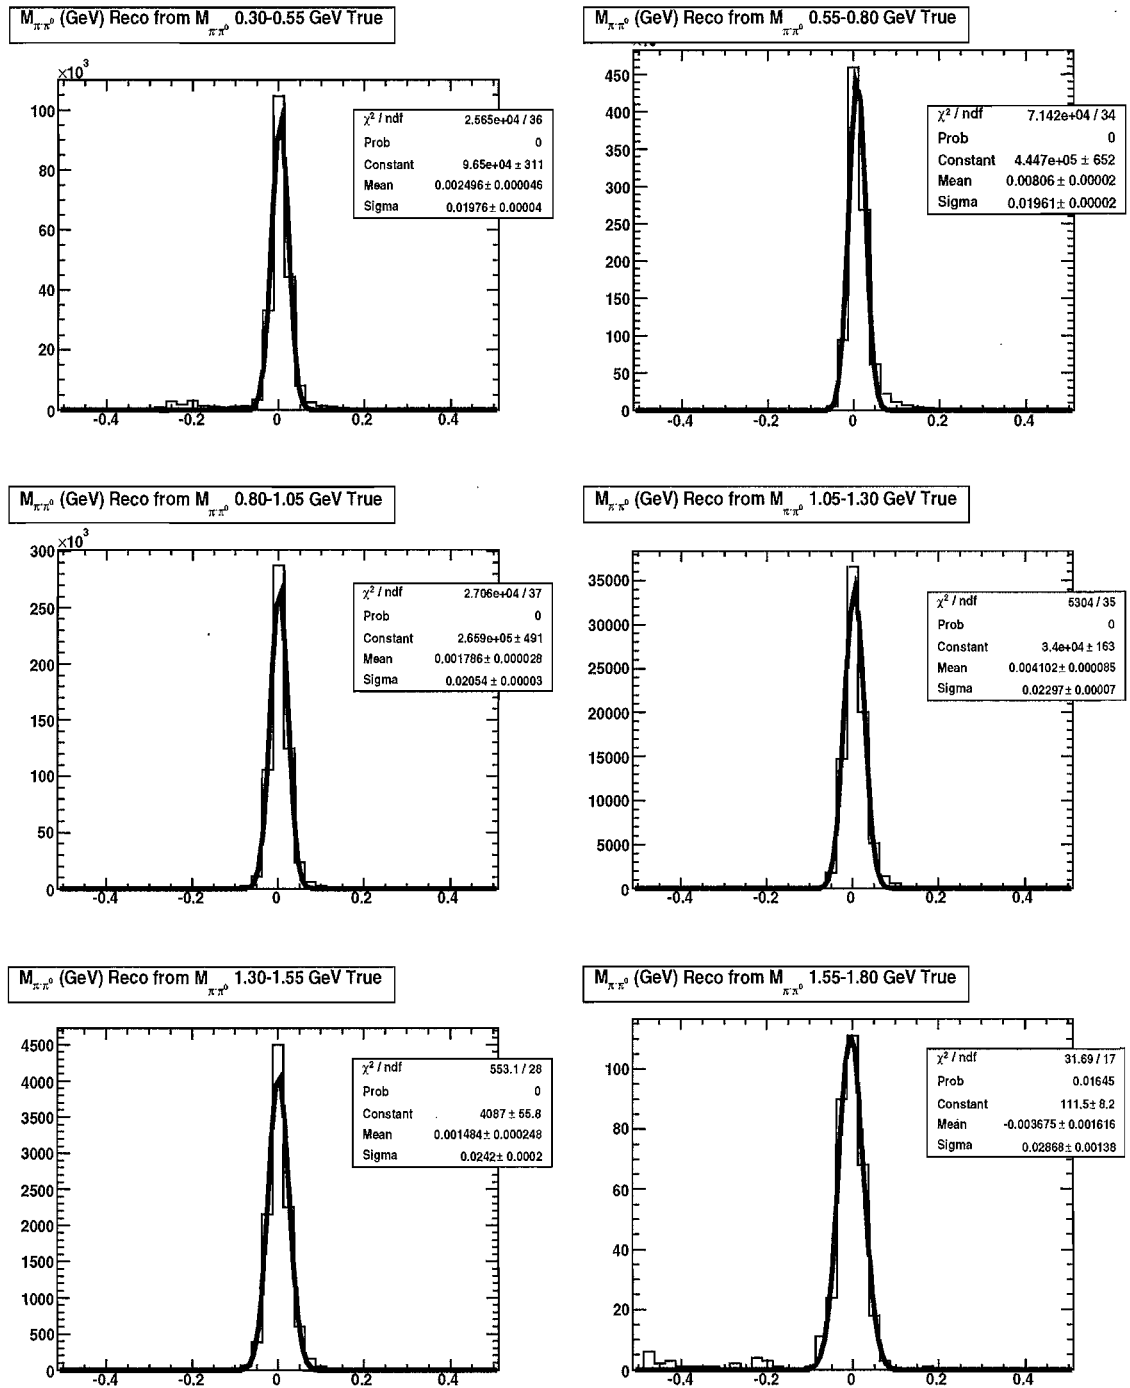 M π⁻π⁰ (GeV) Reco from M π⁻π⁰ 0.30-0.55 GeV True
×10³
100
80
60
40
20
0
-0.4 -0.2 0 0.2 0.4
χ² / ndf 2.565e+04 / 36
Prob 0
Constant 9.65e+04 ± 311
Mean 0.002496 ± 0.000046
Sigma 0.01976 ± 0.00004
M π⁻π⁰ (GeV) Reco from M π⁻π⁰ 0.55-0.80 GeV True
450
400
350
300
250
200
150
100
50
0
-0.4 -0.2 0 0.2 0.4
χ² / ndf 7.142e+04 / 34
Prob 0
Constant 4.447e+05 ± 652
Mean 0.00806 ± 0.00002
Sigma 0.01961 ± 0.00002
M π⁻π⁰ (GeV) Reco from M π⁻π⁰ 0.80-1.05 GeV True
×10³
300
250
200
150
100
50
0
-0.4 -0.2 0 0.2 0.4
χ² / ndf 2.706e+04 / 37
Prob 0
Constant 2.659e+05 ± 491
Mean 0.001786 ± 0.000028
Sigma 0.02054 ± 0.00003
M π⁻π⁰ (GeV) Reco from M π⁻π⁰ 1.05-1.30 GeV True
35000
30000
25000
20000
15000
10000
5000
0
-0.4 -0.2 0 0.2 0.4
χ² / ndf 5304 / 35
Prob 0
Constant 3.4e+04 ± 163
Mean 0.004102 ± 0.000085
Sigma 0.02297 ± 0.00007
M π⁻π⁰ (GeV) Reco from M π⁻π⁰ 1.30-1.55 GeV True
4500
4000
3500
3000
2500
2000
1500
1000
500
0
-0.4 -0.2 0 0.2 0.4
χ² / ndf 553.1 / 28
Prob 0
Constant 4087 ± 55.8
Mean 0.001484 ± 0.000248
Sigma 0.0242 ± 0.0002
M π⁻π⁰ (GeV) Reco from M π⁻π⁰ 1.55-1.80 GeV True
100
80
60
40
20
0
-0.4 -0.2 0 0.2 0.4
χ² / ndf 31.69 / 17
Prob 0.01645
Constant 111.5 ± 8.2
Mean -0.003675 ± 0.001616
Sigma 0.02868 ± 0.00138